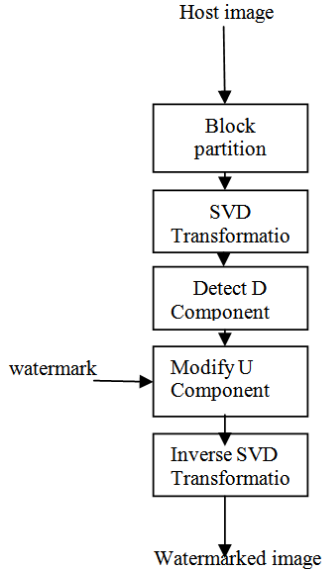 Host image
Block
partition
SVD
Transformatio
Detect D
Component
watermark
Modify U
Component
Inverse SVD
Transformatio
Watermarked image